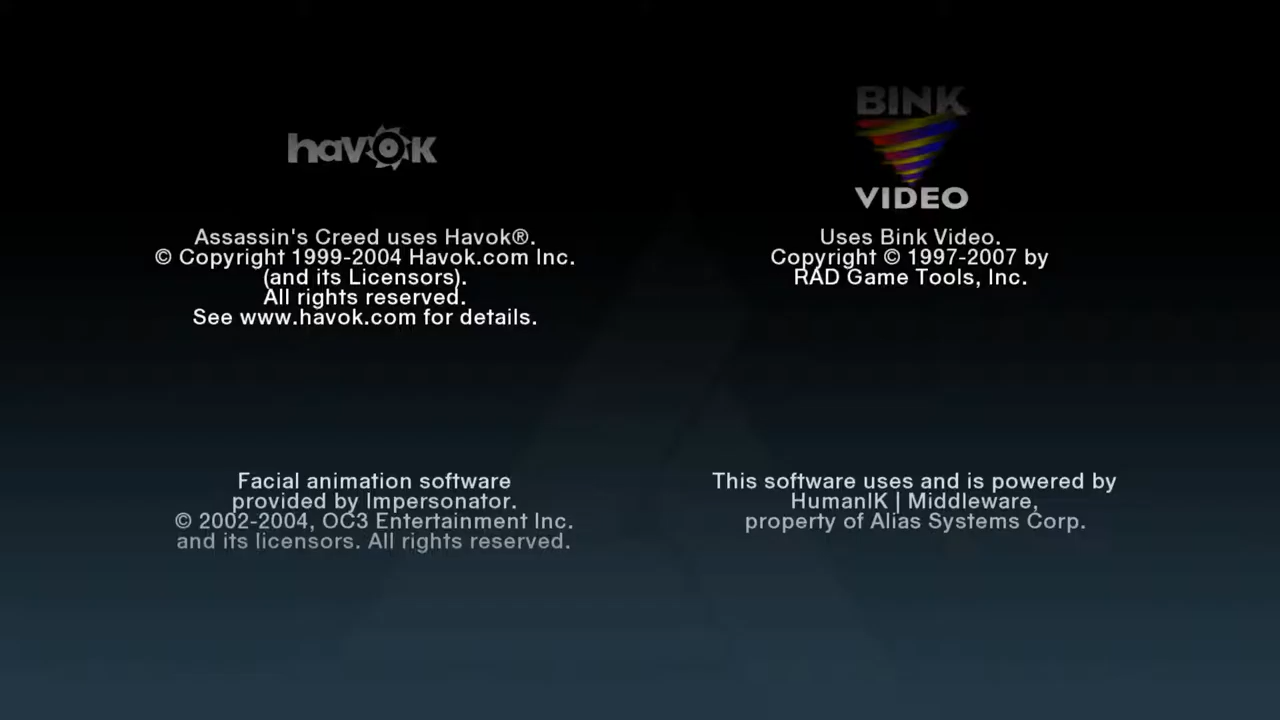 havok
Assassin's Creed uses Havok®.
© Copyright 1999-2004 Havok.com Inc.
(and its Licensors).
All rights reserved.
See www.havok.com for details.
BINK
VIDEO
Uses Bink Video.
Copyright © 1997-2007 by
RAD Game Tools, Inc.
Facial animation software
provided by Impersonator.
© 2002-2004, OC3 Entertainment Inc.
and its licensors. All rights reserved.
This software uses and is powered by
HumanIK | Middleware,
property of Alias Systems Corp.